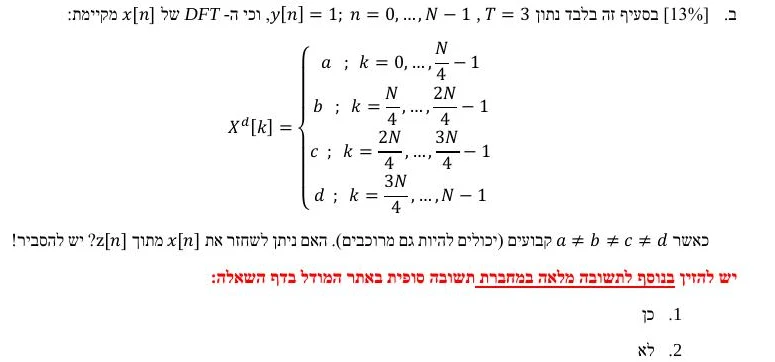 ב. [13%] בסעיף זה בלבד נתון T = 3 , y[n] = 1; n = 0, ..., N − 1, וכי ה- DFT של x[n] מקיימת:
X^d[k] = { a ; k = 0, ..., N/4 − 1
b ; k = N/4, ..., 2N/4 − 1
c ; k = 2N/4, ..., 3N/4 − 1
d ; k = 3N/4, ..., N − 1
כאשר a ≠ b ≠ c ≠ d קבועים (יכולים להיות גם מרוכבים). האם ניתן לשחזר את x[n] מתוך z[n]? יש להסביר!
יש להזין בנוסף לתשובה מלאה במחברת תשובה סופית באתר המודל בדף השאלה:
1. כן
2. לא